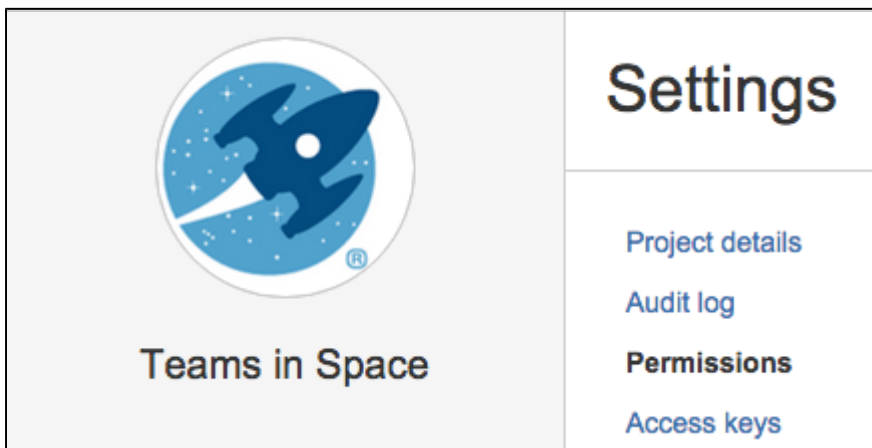 ®
Teams in Space
Settings
Project details
Audit log
Permissions
Access keys